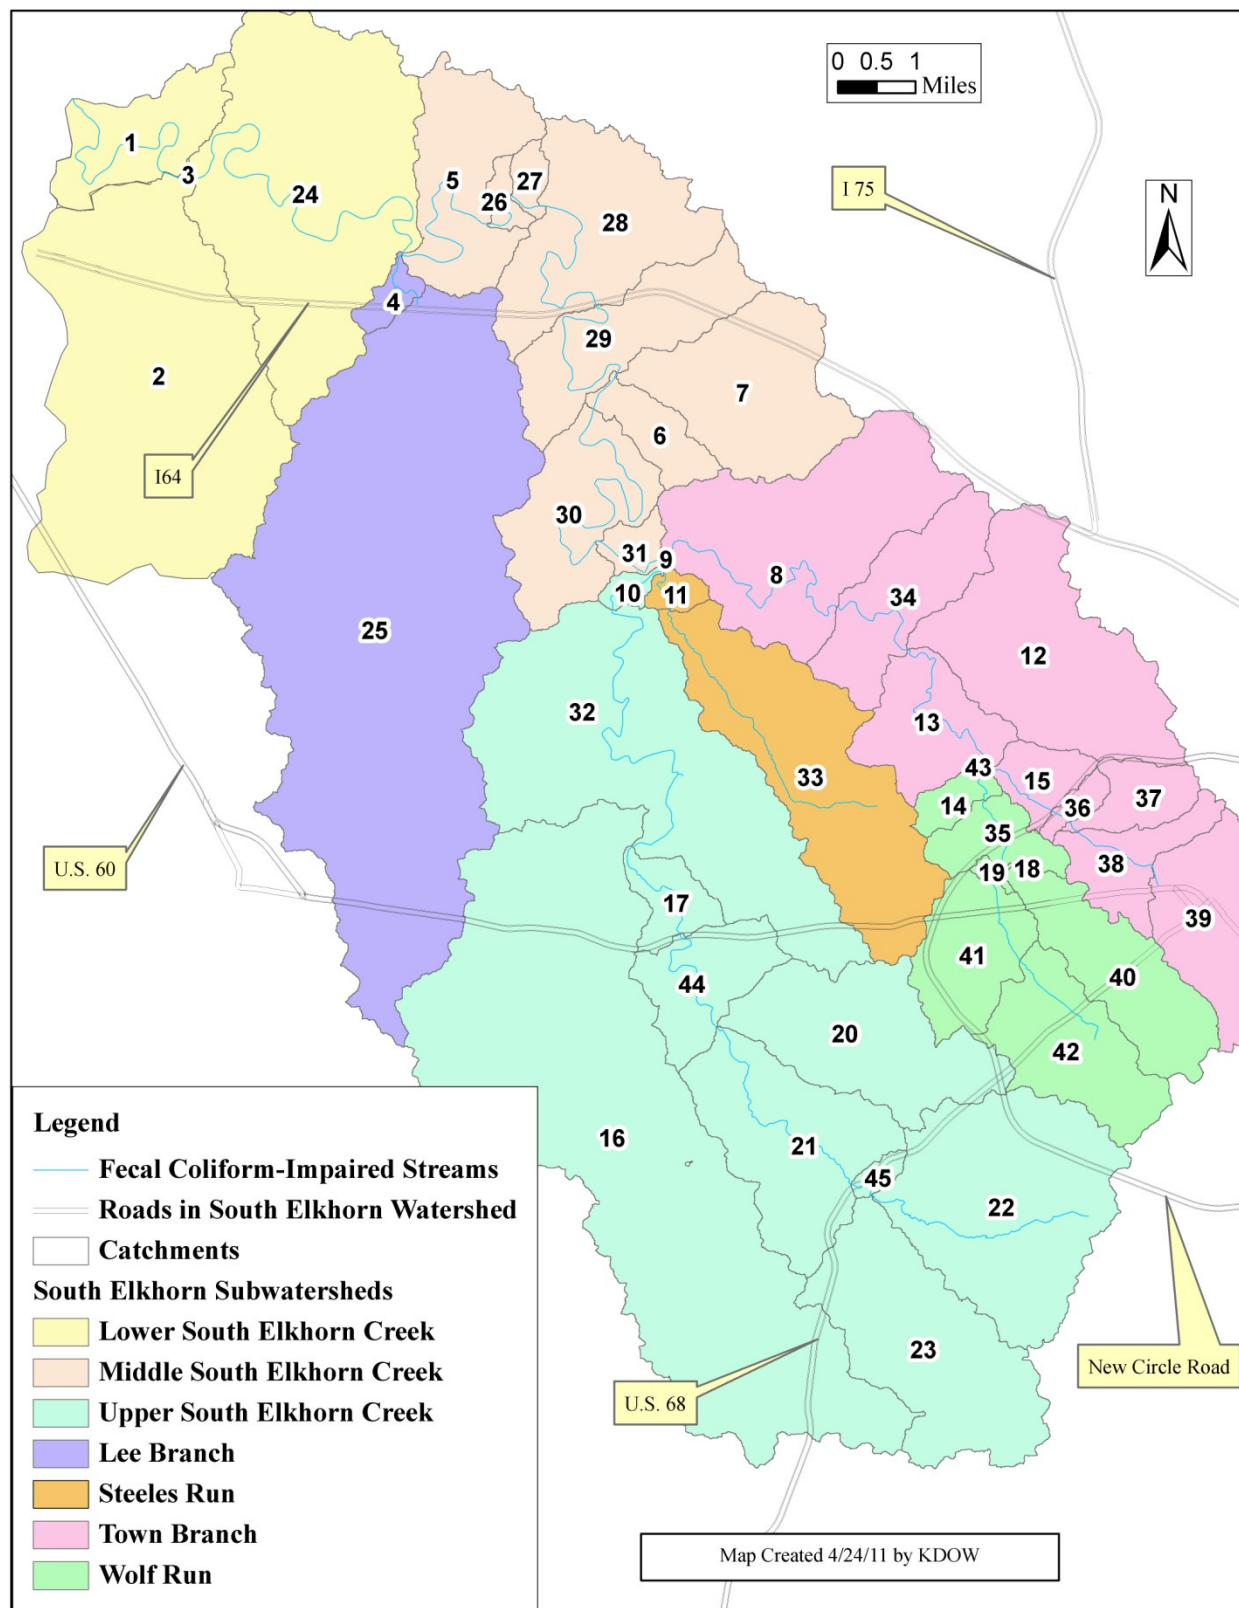 0 0.5 1
Miles
I 75
N
1
3
24
5
26
27
28
4
29
2
7
6
I64
30
31
9
8
10
11
34
25
12
32
13
33
43
15
37
14
36
35
38
19
18
U.S. 60
17
39
41
44
40
20
42
16
21
45
22
23
New Circle Road
U.S. 68
Legend
Fecal Coliform-Impaired Streams
Roads in South Elkhorn Watershed
Catchments
South Elkhorn Subwatersheds
Lower South Elkhorn Creek
Middle South Elkhorn Creek
Upper South Elkhorn Creek
Lee Branch
Steeles Run
Town Branch
Wolf Run
Map Created 4/24/11 by KDOW